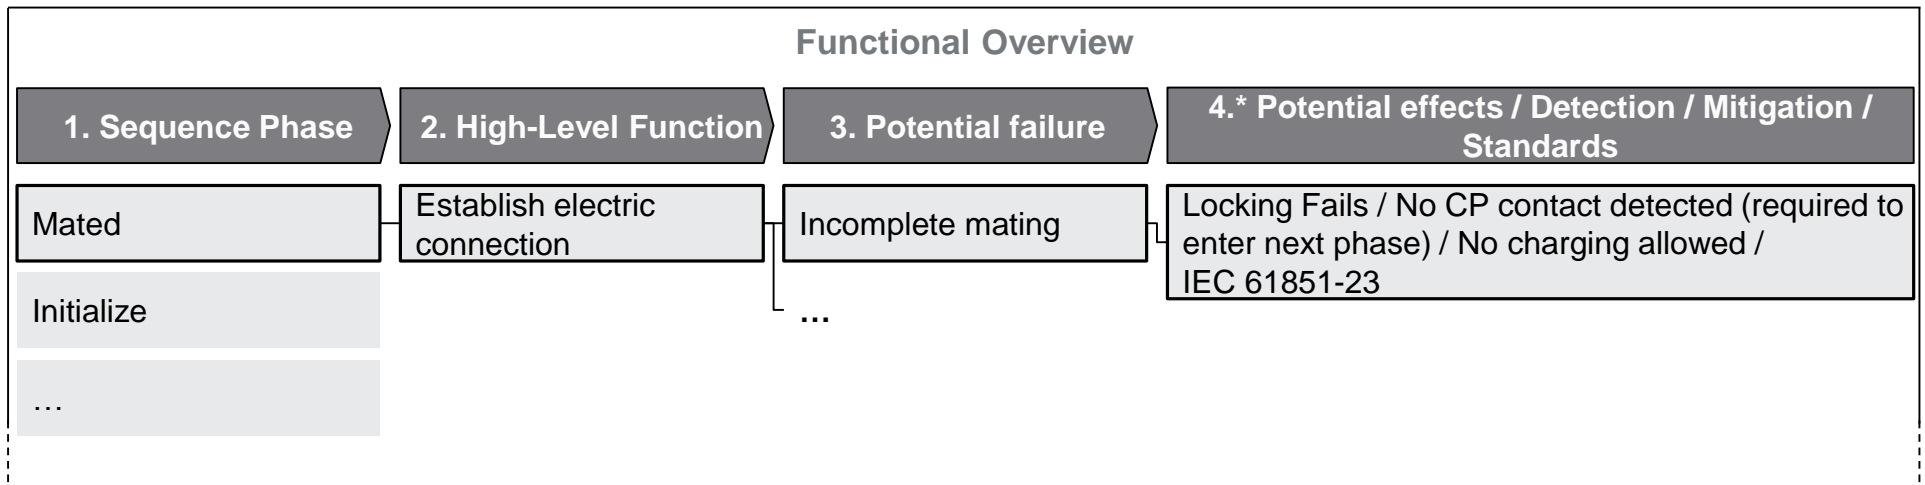 Functional Overview
1. Sequence Phase
2. High-Level Function
3. Potential failure
4.* Potential effects / Detection / Mitigation /
Standards
Mated
Establish electric
connection
Incomplete mating
Locking Fails / No CP contact detected (required to
enter next phase) / No charging allowed /
IEC 61851-23
Initialize
...
…